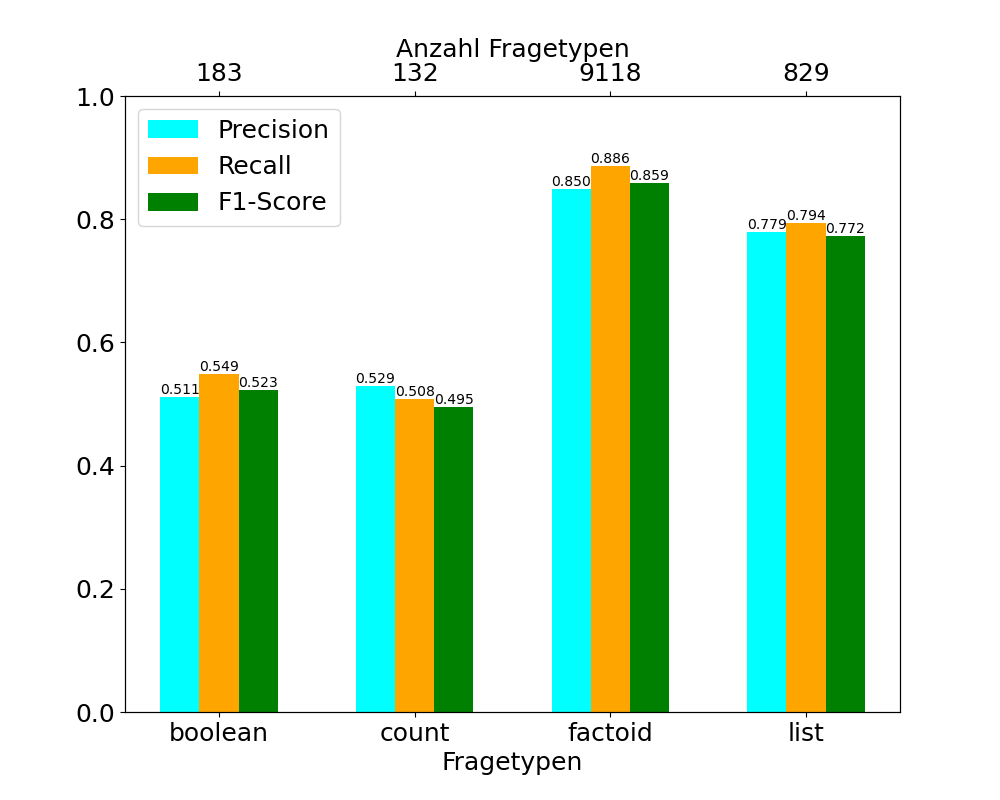 Anzahl Fragetypen
183 132 9118 829
1.0
Precision
Recall
F1-Score
0.886
0.850 0.859
0.8
0.794
0.779 0.772
0.6
0.549
0.511 0.523
0.529
0.508
0.495
0.4
0.2
0.0
boolean count factoid list
Fragetypen